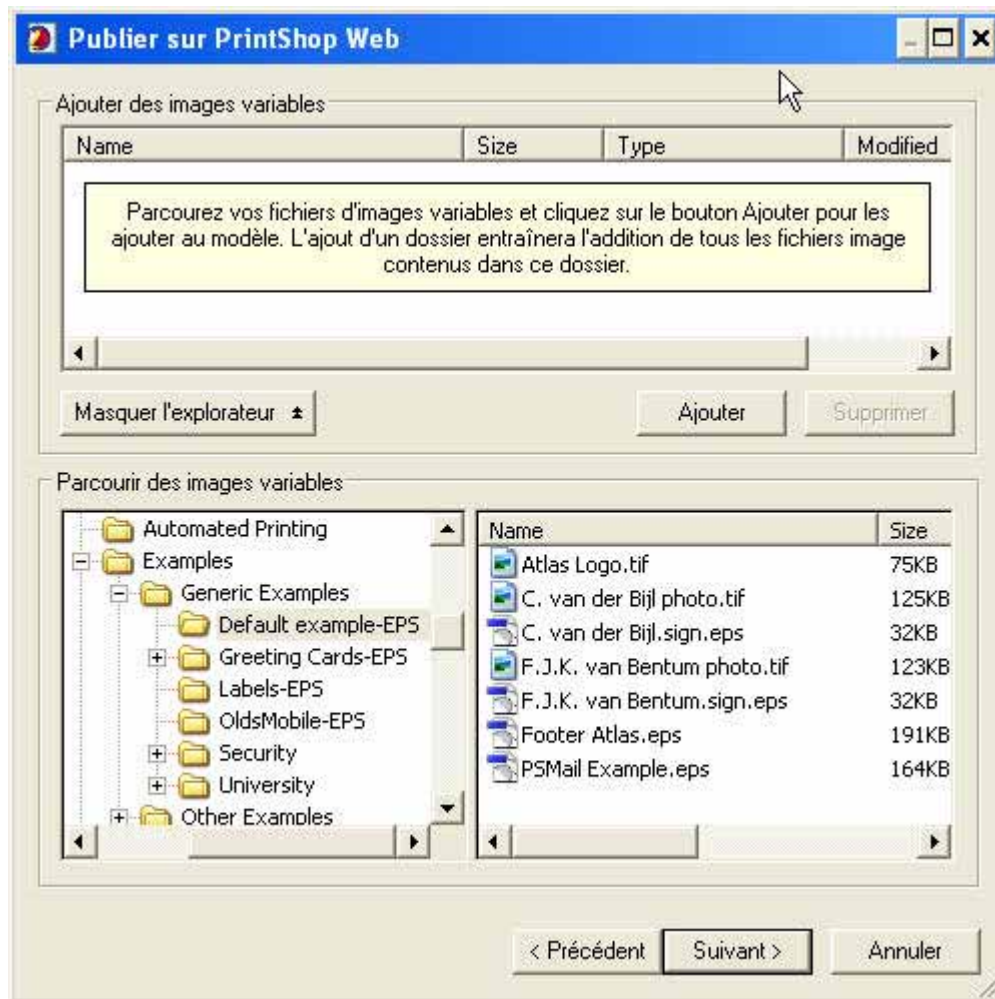 Publier sur PrintShop Web
Ajouter des images variables
Name Size Type Modified
Parcourez vos fichiers d'images variables et cliquez sur le bouton Ajouter pour les
ajouter au modèle. L'ajout d'un dossier entraînera l'addition de tous les fichiers image
contenus dans ce dossier.
Masquer l'explorateur Ajouter Supprimer
Parcourir des images variables
Automated Printing
Examples
Generic Examples
Default example-EPS
Greeting Cards-EPS
Labels-EPS
OldsMobile-EPS
Security
University
Other Examples
Name Size
Atlas Logo.tif 75KB
C. van der Bijl photo.tif 125KB
C. van der Bijl.sign.eps 32KB
F.J.K. van Bentum photo.tif 123KB
F.J.K. van Bentum.sign.eps 32KB
Footer Atlas.eps 191KB
PSMail Example.eps 164KB
< Précédent Suivant > Annuler